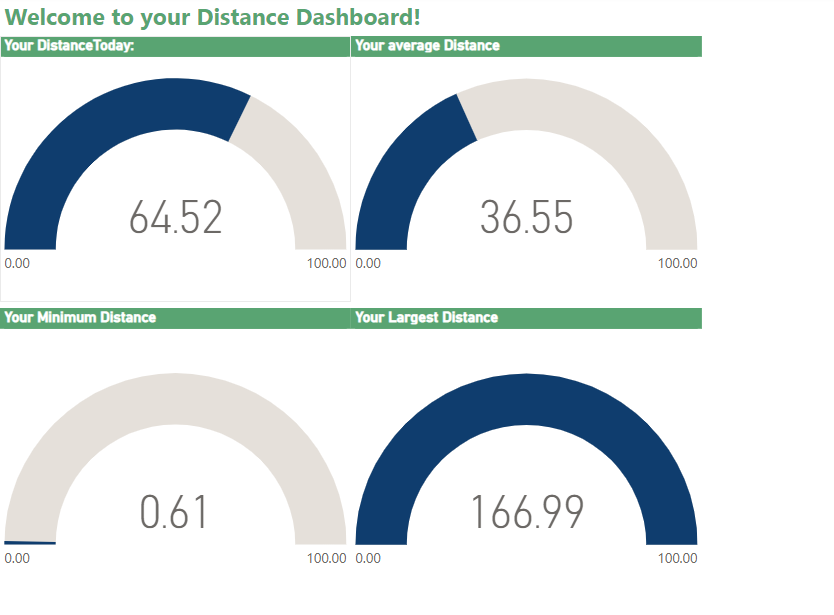 Welcome to your Distance Dashboard!
Your DistanceToday:
64.52
0.00
100.00
Your average Distance
36.55
0.00
100.00
Your Minimum Distance
0.61
0.00
100.00
Your Largest Distance
166.99
0.00
100.00